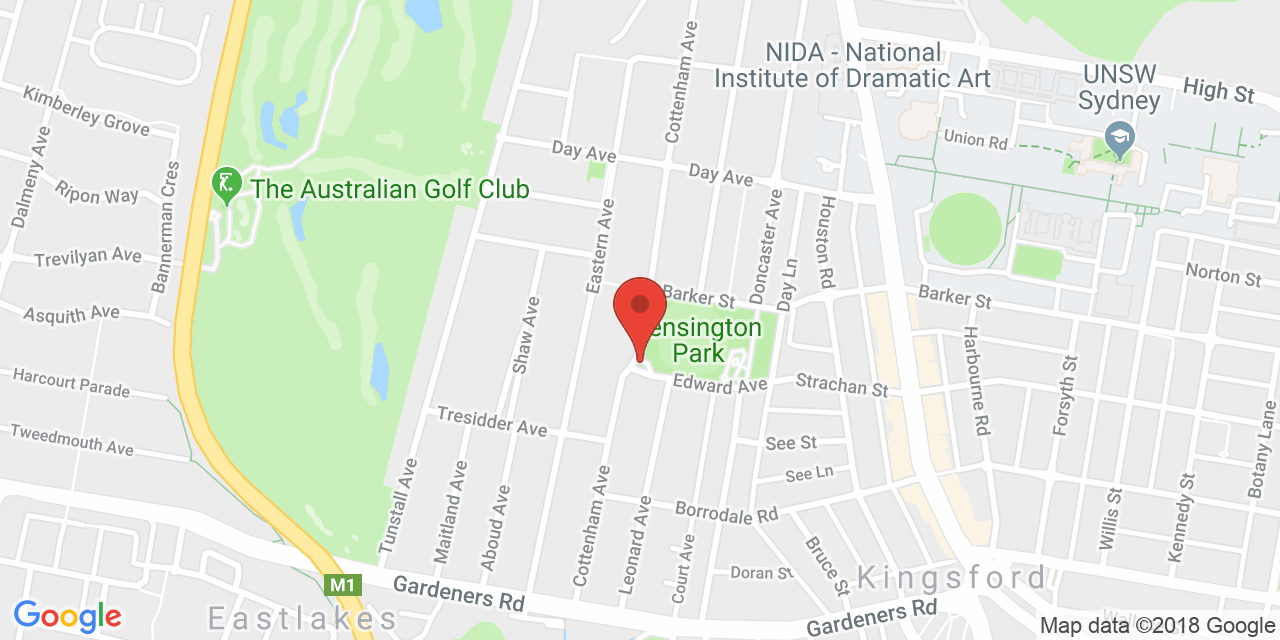 NIDA - National
Institute of Dramatic Art
UNSW
Sydney
High St
Kimberley Grove
Cottenham Ave
Union Rd
Dalmeny Ave
Day Ave
Day Ave
Ripon Way
The Australian Golf Club
Bannerman Cres
Eastern Ave
Doncaster Ave
Day Ln
Honston Rd
Trevilyan Ave
Norton St
Barker St
Barker St
Asquith Ave
Shaw Ave
ensington
Park
Harbourne Rd
Forsyth St
Harcourt Parade
Edward Ave
Strachan St
Botany Lane
Tresidder Ave
Tweedmouth Ave
See St
See Ln
Tunstall Ave
Maitland Ave
Aboud Ave
Cottenham Ave
Leonard Ave
Borrodale Rd
Willis St
Kennedy St
Court Ave
Bruce St
Doran St
Kingsford
M1
Gardeners Rd
Gardeners Rd
Eastlakes
Google
Map data ©2018 Google